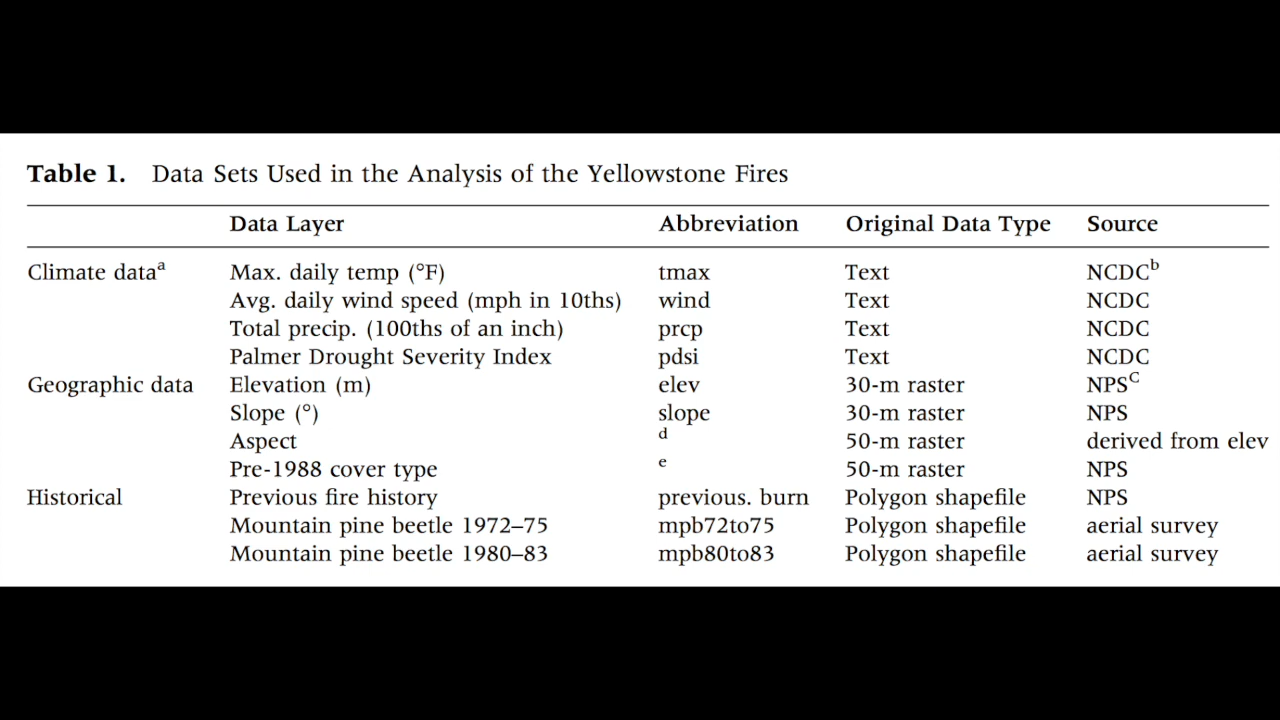 Table 1. Data Sets Used in the Analysis of the Yellowstone Fires
Data Layer Abbreviation Original Data Type Source
Climate dataᵃ Max. daily temp (°F) tmax Text NCDCᵇ
Avg. daily wind speed (mph in 10ths) wind Text NCDC
Total precip. (100ths of an inch) prcp Text NCDC
Palmer Drought Severity Index pdsi Text NCDC
Geographic data Elevation (m) elev 30-m raster NPSC
Slope (°) slope 30-m raster NPS
Aspect d 50-m raster derived from elev
Pre-1988 cover type e 50-m raster NPS
Historical Previous fire history previous. burn Polygon shapefile NPS
Mountain pine beetle 1972–75 mpb72to75 Polygon shapefile aerial survey
Mountain pine beetle 1980–83 mpb80to83 Polygon shapefile aerial survey